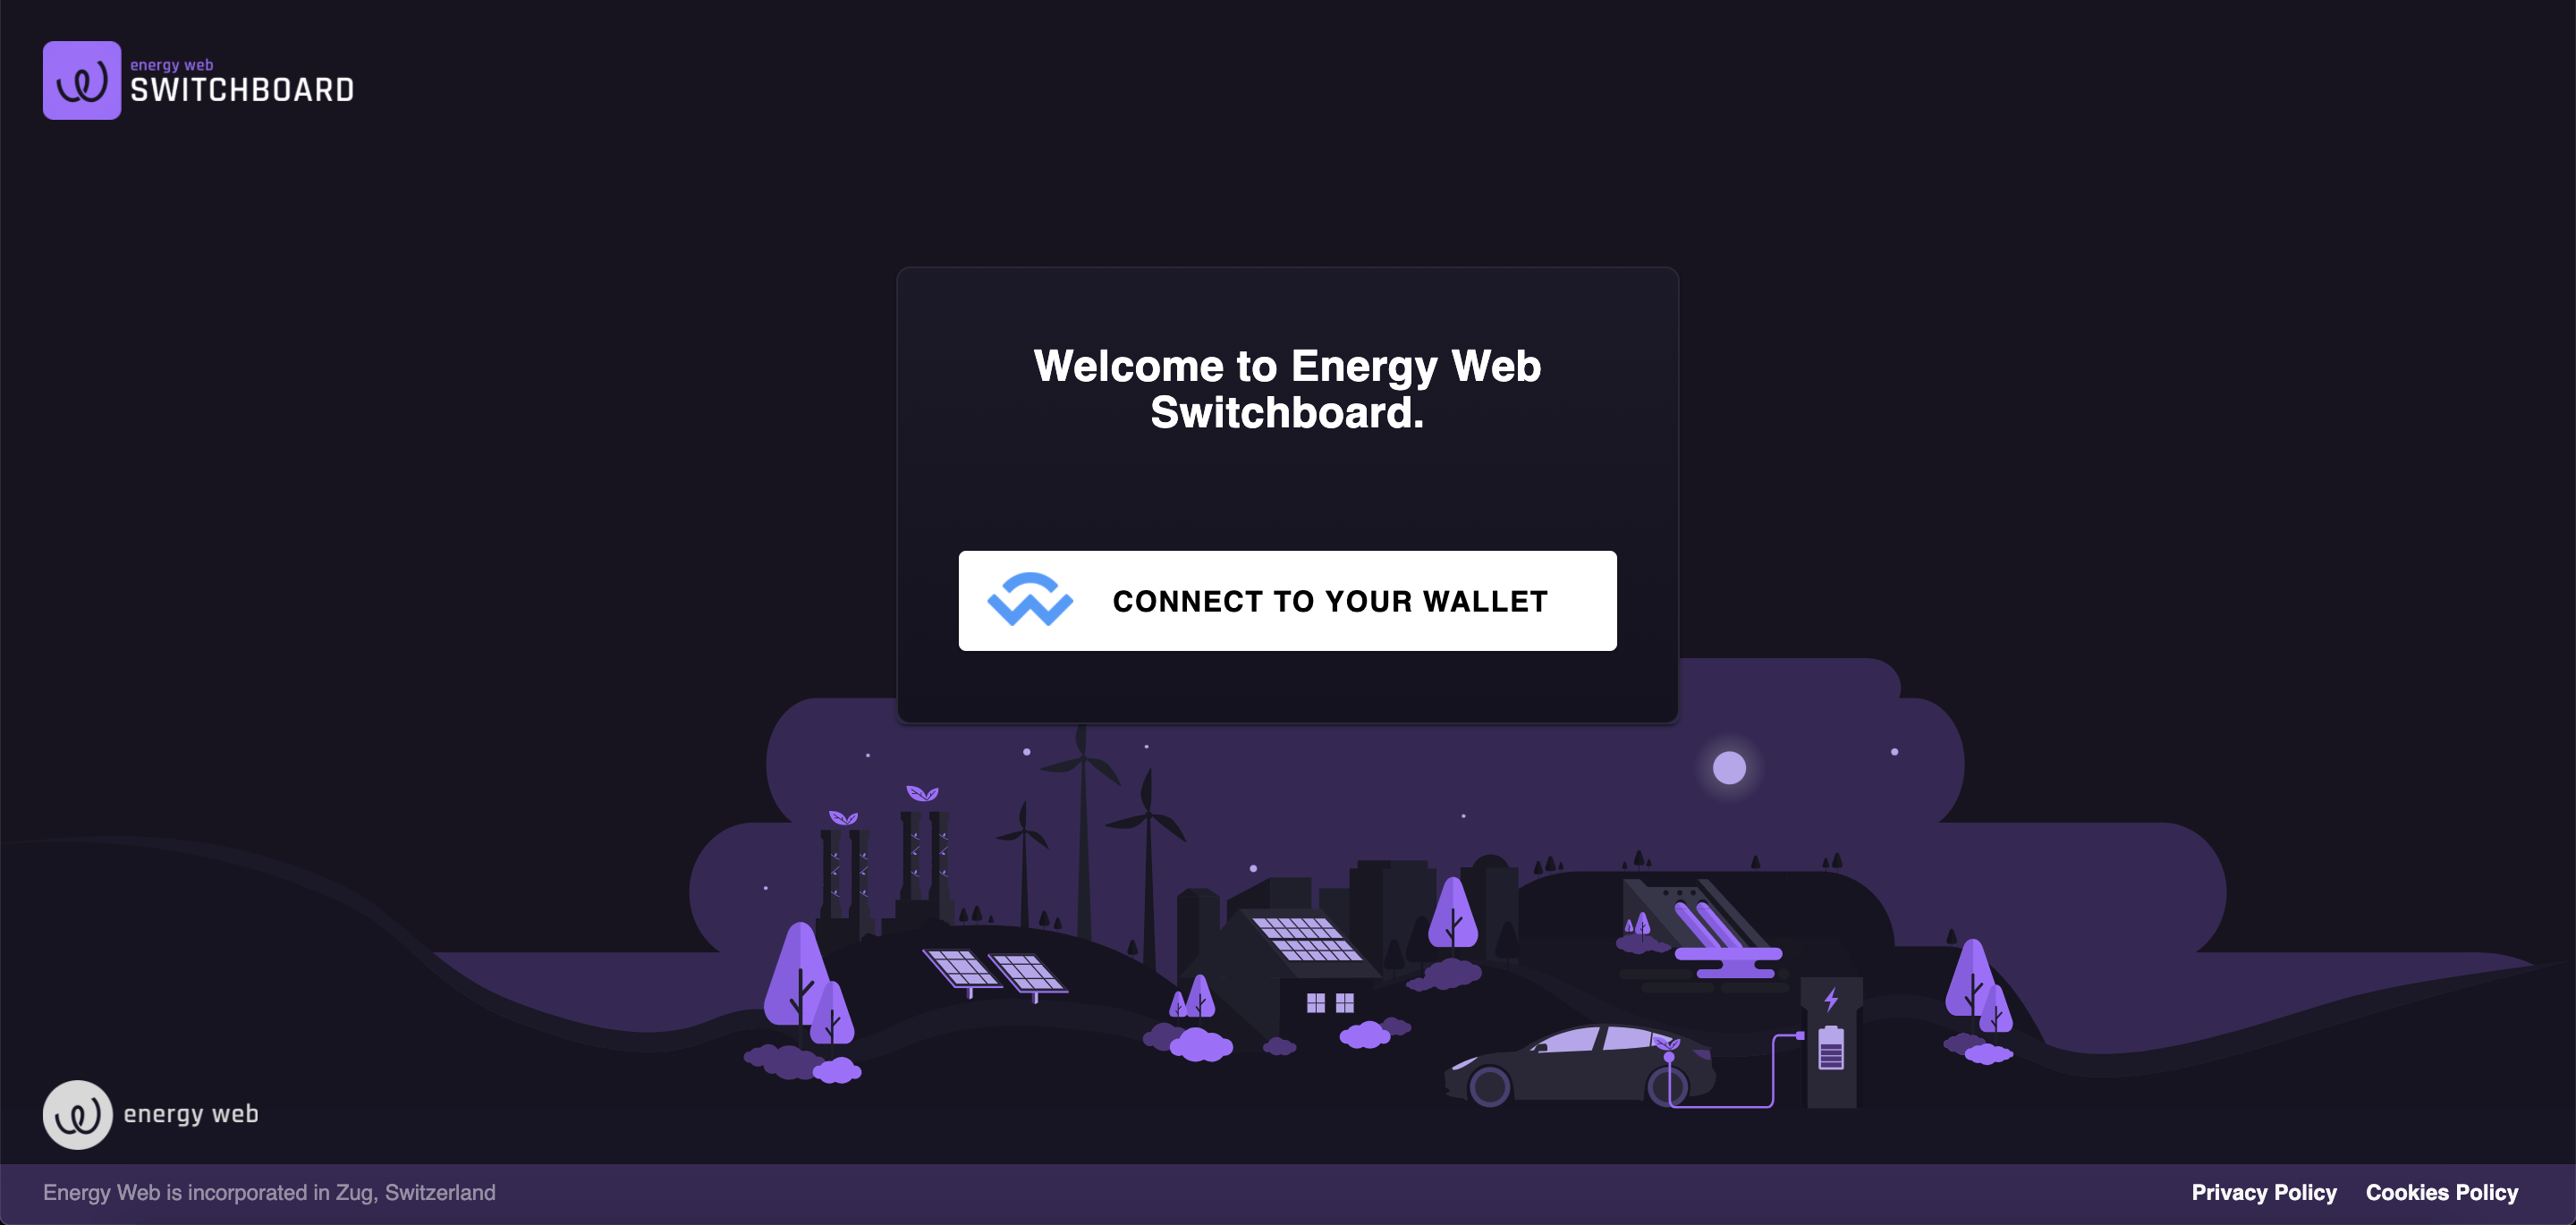 energy web
SWITCHBOARD
Welcome to Energy Web
Switchboard.
CONNECT TO YOUR WALLET
energy web
Energy Web is incorporated in Zug, Switzerland
Privacy Policy Cookies Policy